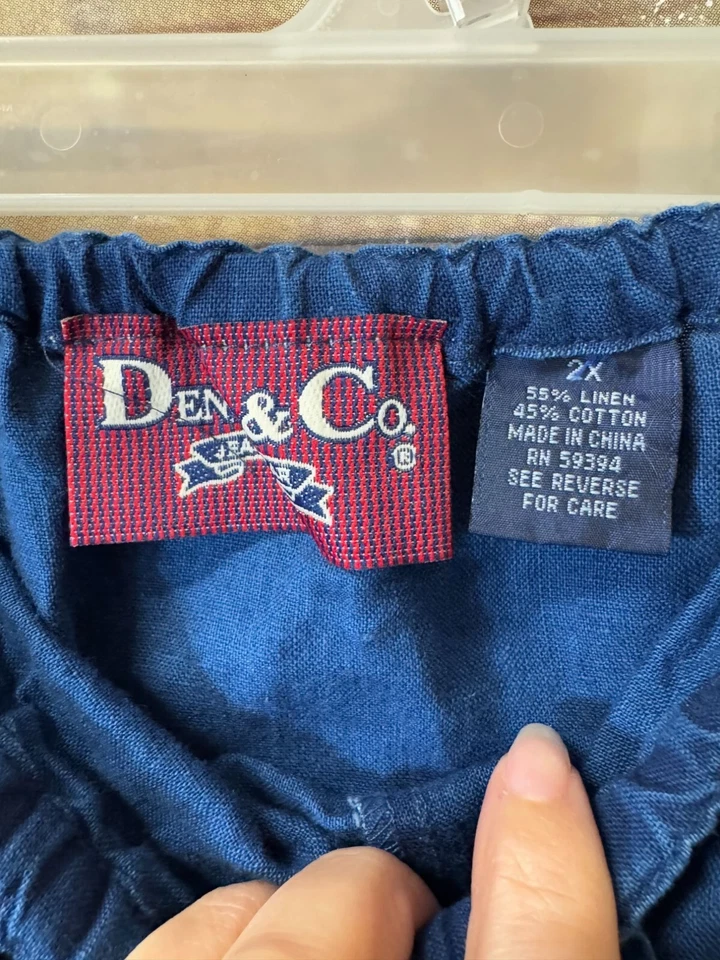 DEN & CO.
®
2X
55% LINEN
45% COTTON
MADE IN CHINA
RN 59394
SEE REVERSE
FOR CARE